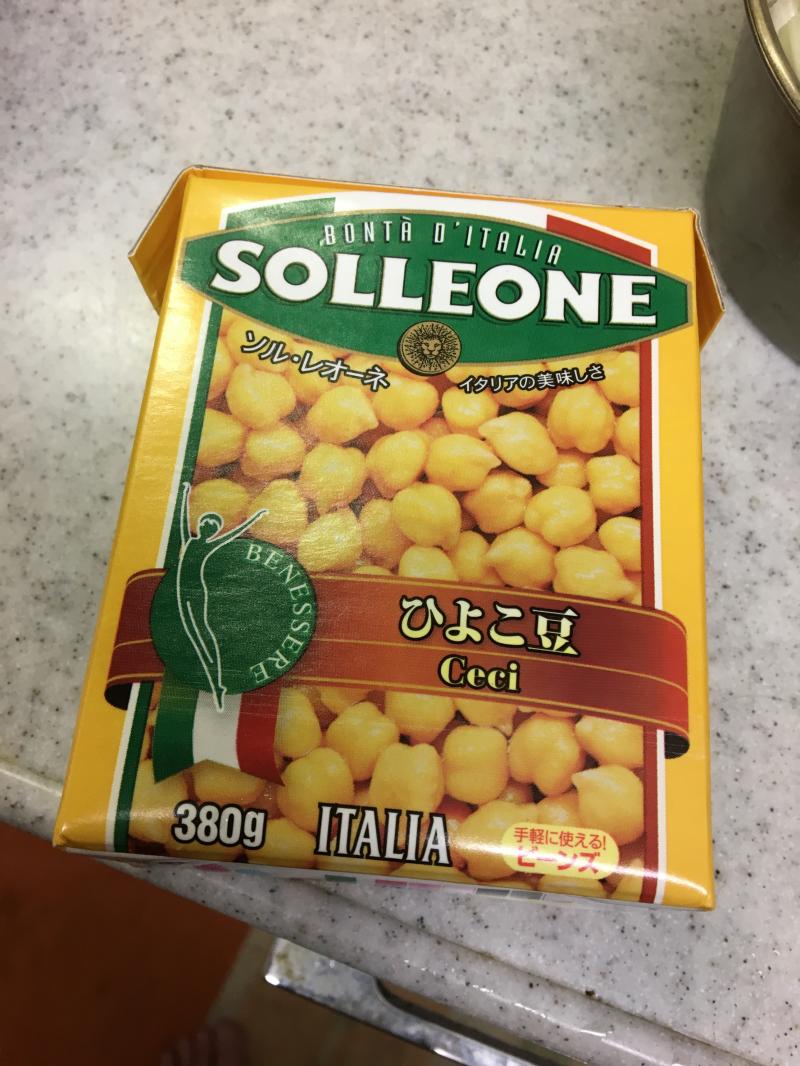 BONTÀ D'ITALIA
SOLLEONE
ソル・レオーネ
イタリアの美味しさ
BENESSERE
ひよこ豆
Ceci
380g
ITALIA
手軽に使える!
ビーンズ